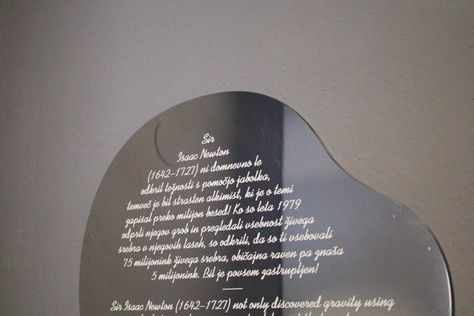 Sir
Isaac Newton
(1642–1727) ni domnevno le
odkril težnosti s pomočjo jabolka,
temveč je bil strasten alkimist, ki je o temi
zapisal preko milijon besed! Ko so leta 1979
odprli njegov grob in pregledali vsebnost živega
srebra v njegovih laseh, so odkrili, da so ti vsebovali
75 milijonink živega srebra, običajna raven pa znaša
5 milijonink. Bil je povsem zastrupljen!
Sir Isaac Newton (1642–1727) not only discovered gravity using